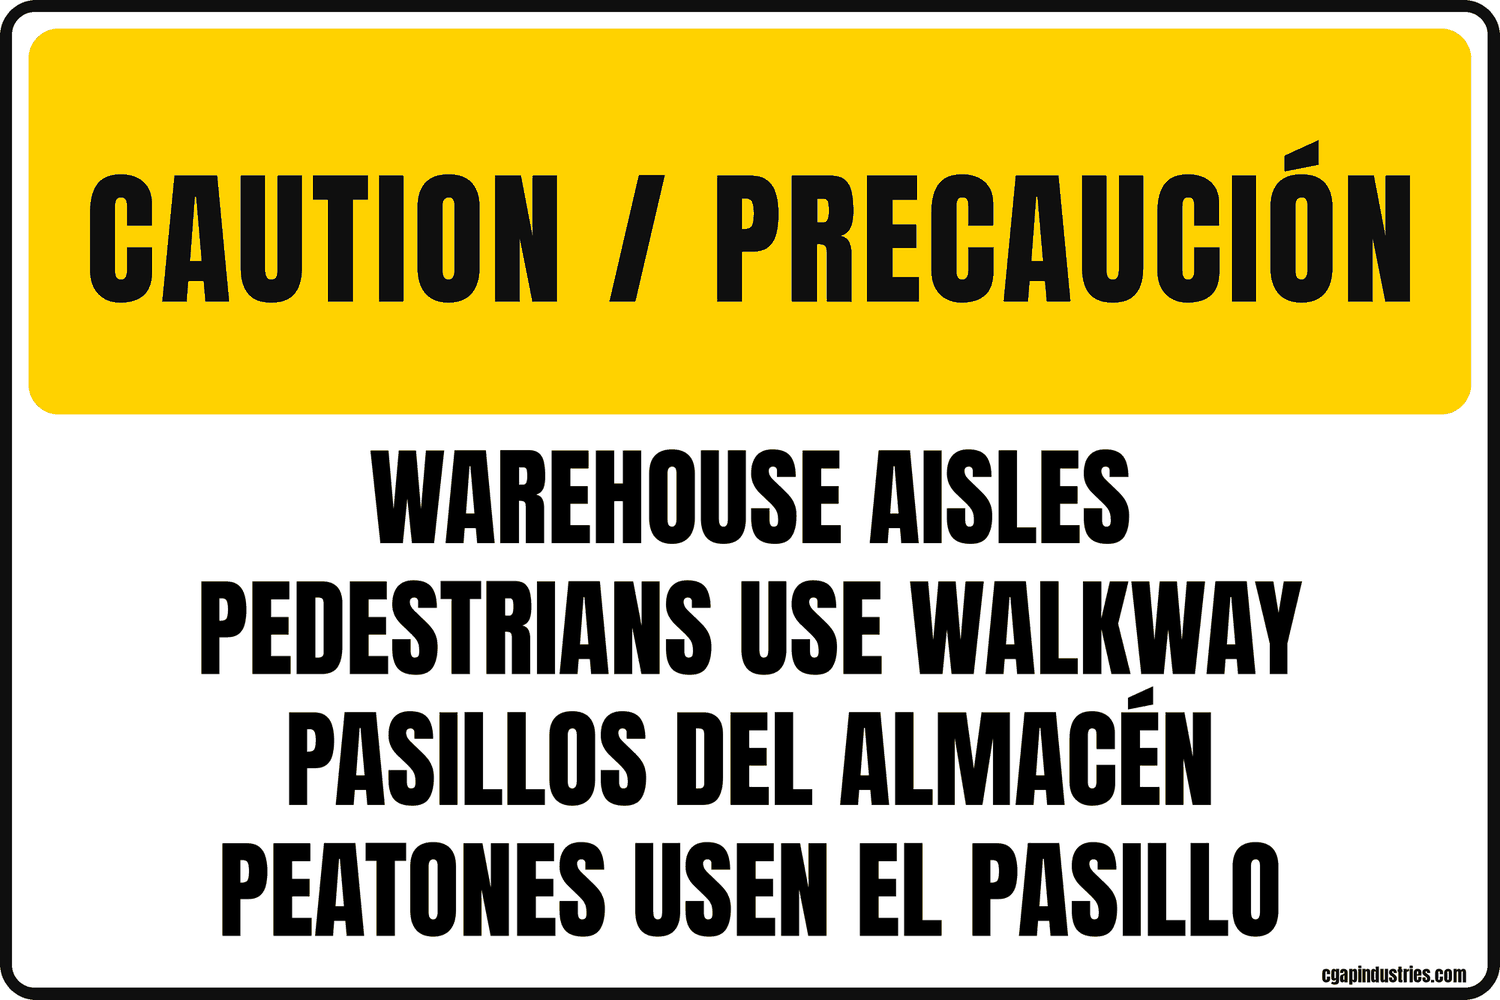 CAUTION / PRECAUCIÓN
WAREHOUSE AISLES
PEDESTRIANS USE WALKWAY
PASILLOS DEL ALMACÉN
PEATONES USEN EL PASILLO
cgapindustries.com